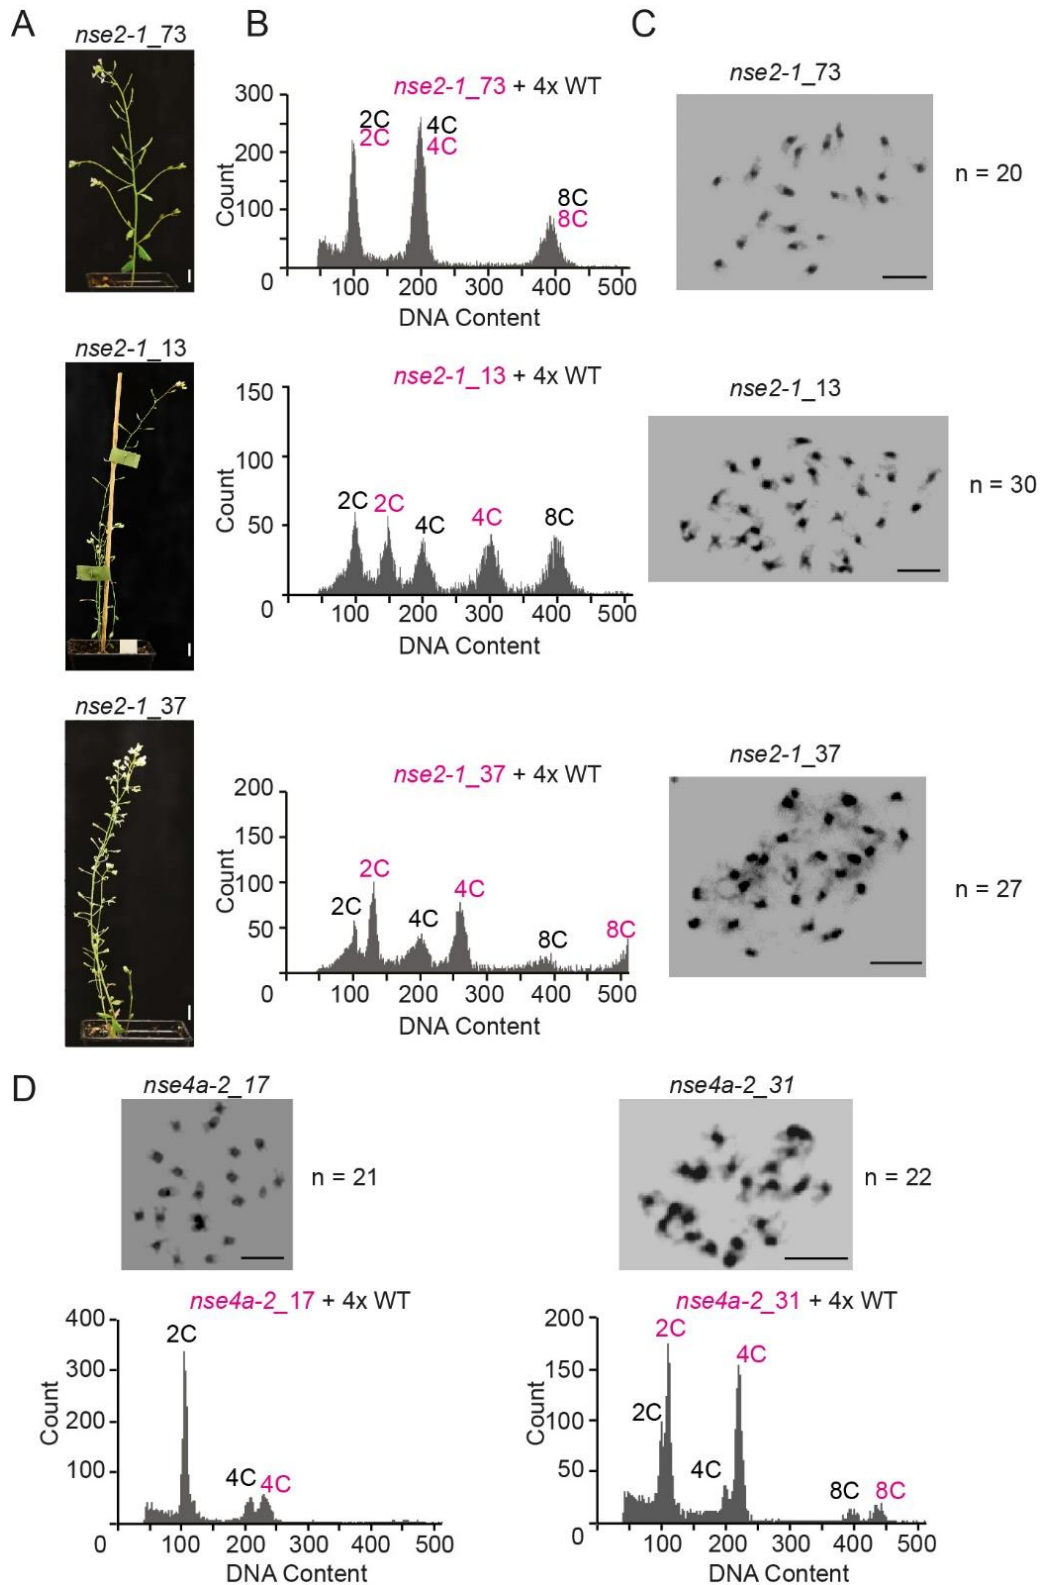 A
B
C
nse2-1_73
nse2-1_73 + 4x WT
300
200
100
0
Count
2C
2C
4C
4C
8C
8C
100 200 300 400 500
DNA Content
nse2-1_73
n = 20
nse2-1_13
nse2-1_13 + 4x WT
150
100
50
0
Count
2C
2C
4C
4C
8C
100 200 300 400 500
DNA Content
nse2-1_13
n = 30
nse2-1_37
nse2-1_37 + 4x WT
200
150
100
50
0
Count
2C
2C
4C
4C
8C
8C
100 200 300 400 500
DNA Content
nse2-1_37
n = 27
D
nse4a-2_17
n = 21
nse4a-2_31
n = 22
nse4a-2_17 + 4x WT
400
300
200
100
0
Count
2C
4C
4C
100 200 300 400 500
DNA Content
nse4a-2_31 + 4x WT
200
150
100
50
0
Count
2C
2C
4C
4C
8C
8C
100 200 300 400 500
DNA Content